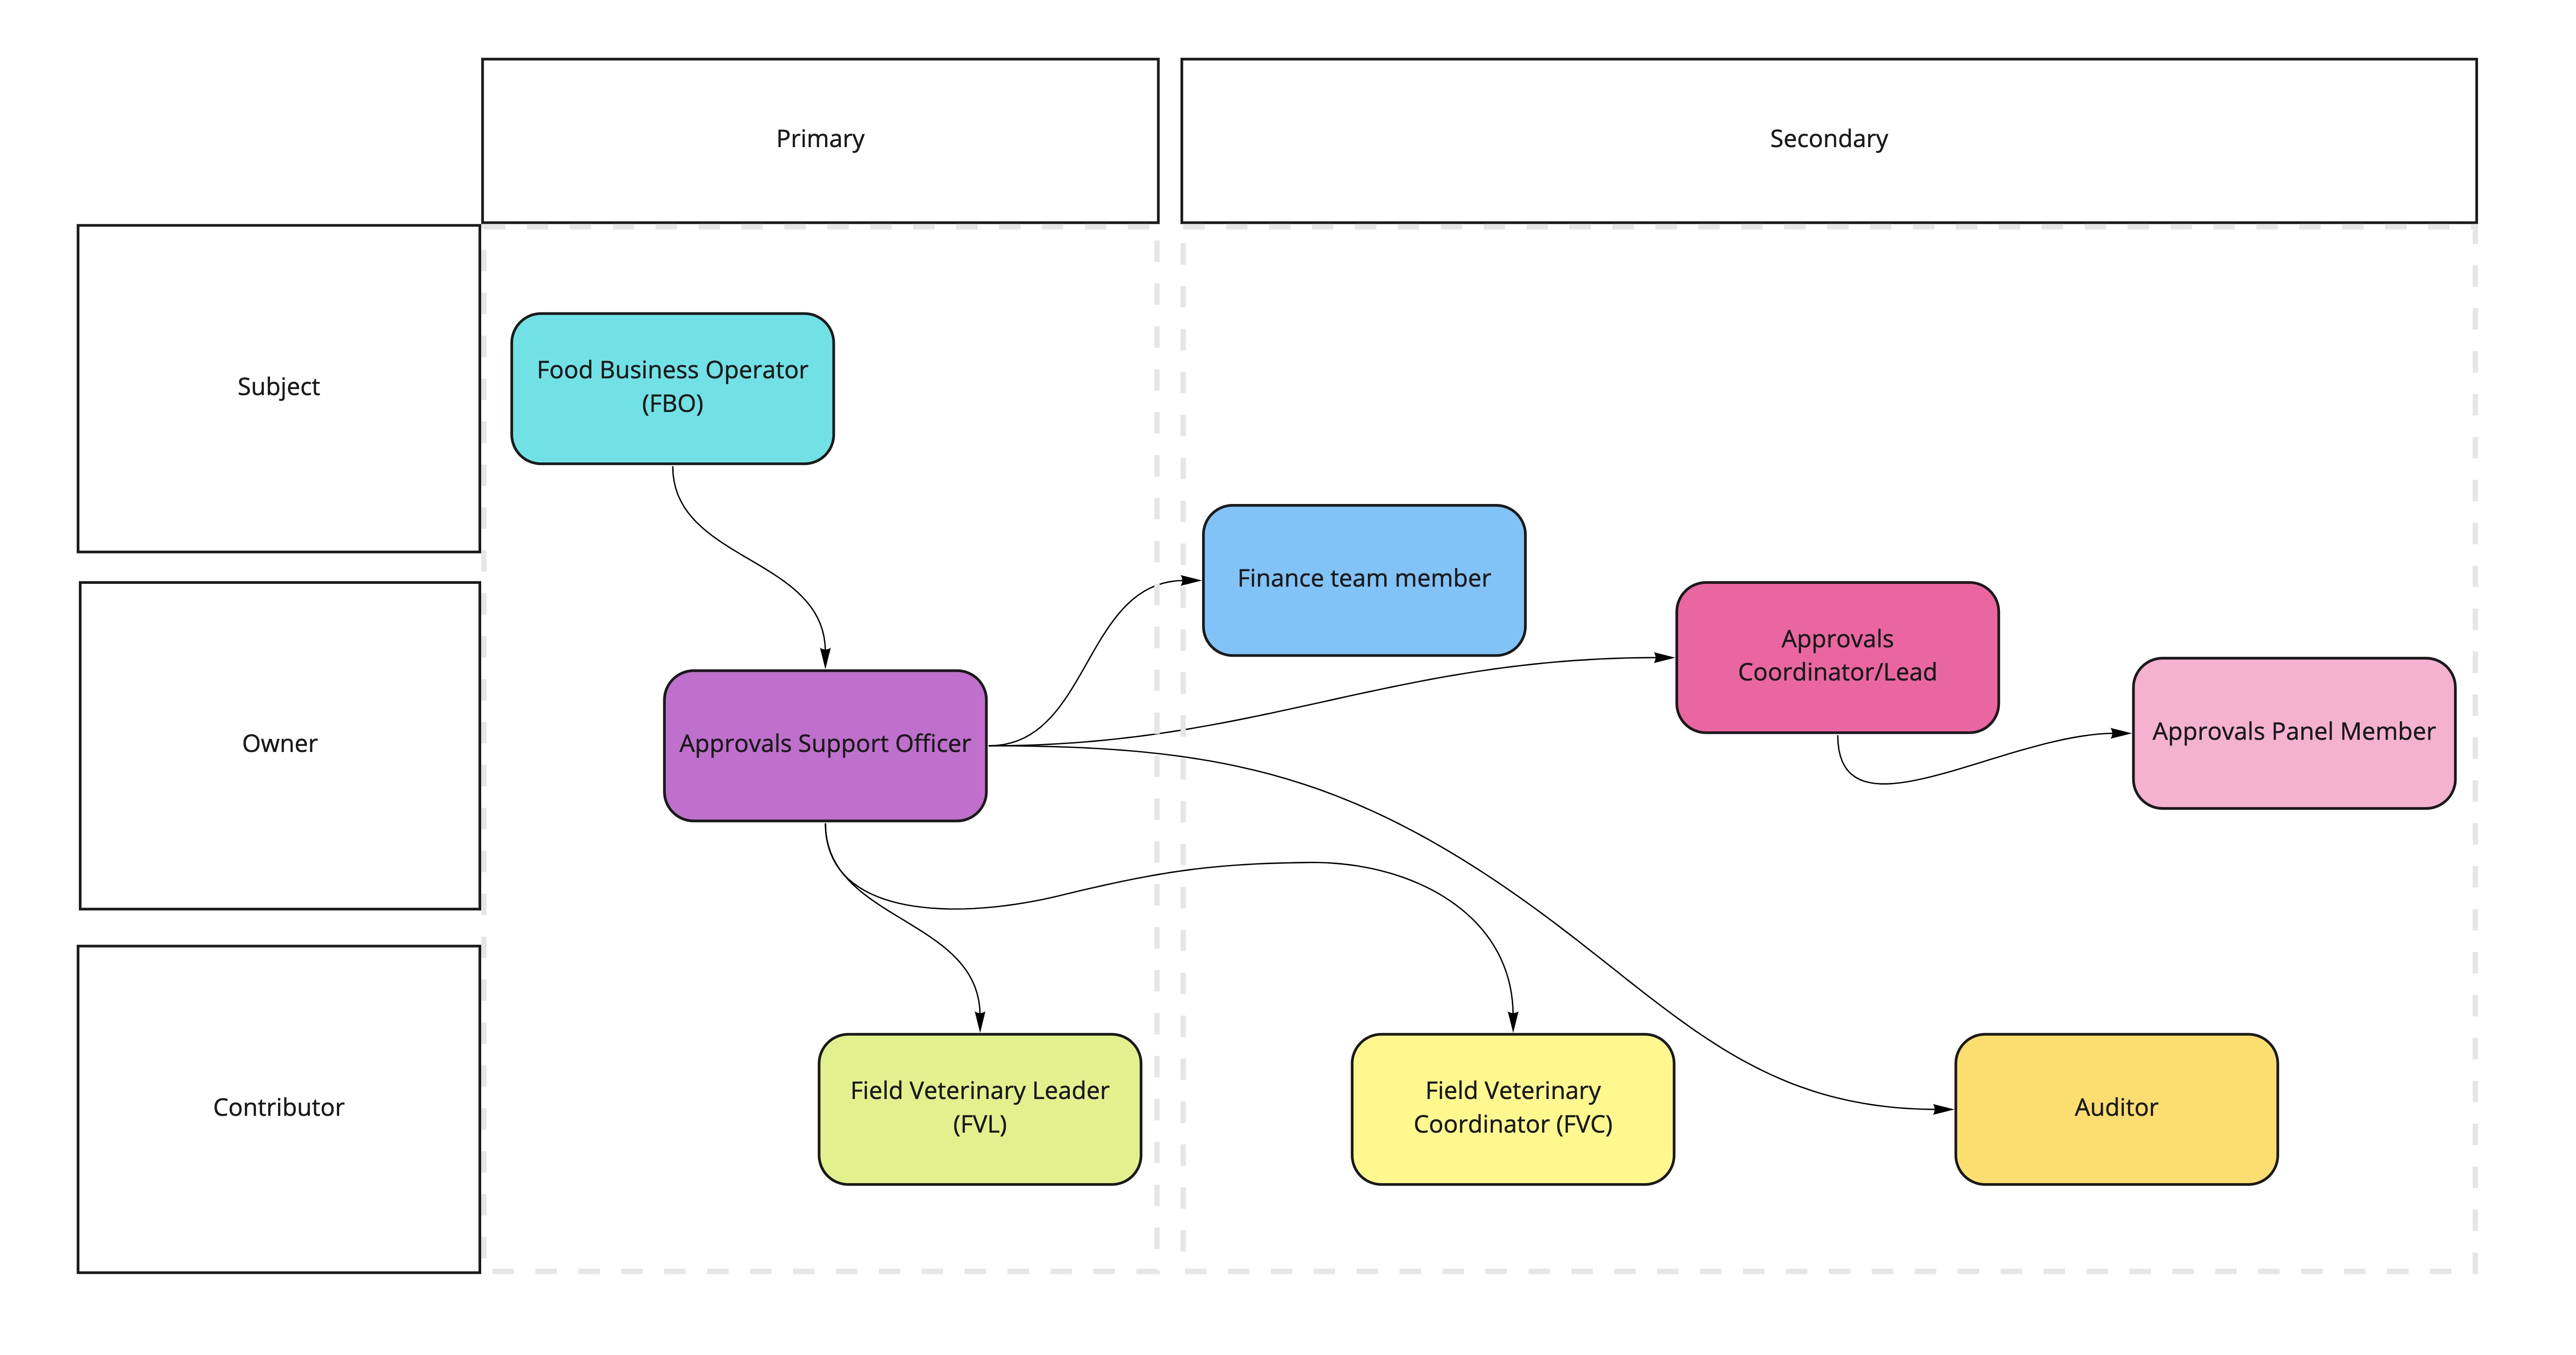 Primary
Secondary
Subject
Food Business Operator
(FBO)
Finance team member
Approvals
Coordinator/Lead
Owner
Approvals Support Officer
Approvals Panel Member
Contributor
Field Veterinary Leader
(FVL)
Field Veterinary
Coordinator (FVC)
Auditor